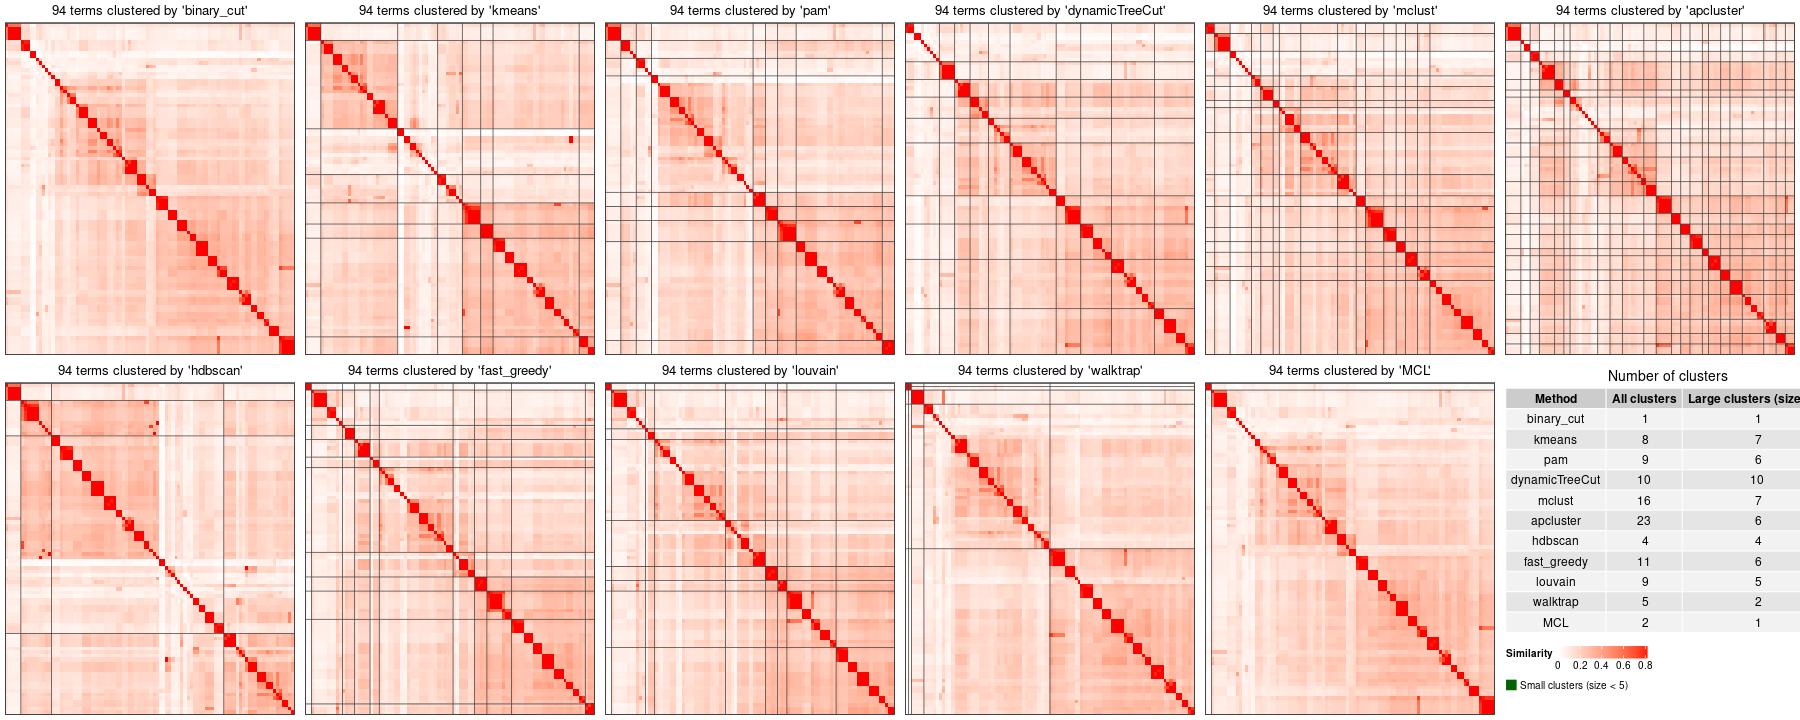 94 terms clustered by 'binary_cut'
94 terms clustered by 'kmeans'
94 terms clustered by 'pam'
94 terms clustered by 'dynamicTreeCut'
94 terms clustered by 'mclust'
94 terms clustered by 'apcluster'
94 terms clustered by 'hdbscan'
94 terms clustered by 'fast_greedy'
94 terms clustered by 'louvain'
94 terms clustered by 'walktrap'
94 terms clustered by 'MCL'
Number of clusters
Method All clusters Large clusters (size
binary_cut 1 1
kmeans 8 7
pam 9 6
dynamicTreeCut 10 10
mclust 16 7
apcluster 23 6
hdbscan 4 4
fast_greedy 11 6
louvain 9 5
walktrap 5 2
MCL 2 1
Similarity
0 0.2 0.4 0.6 0.8
Small clusters (size < 5)